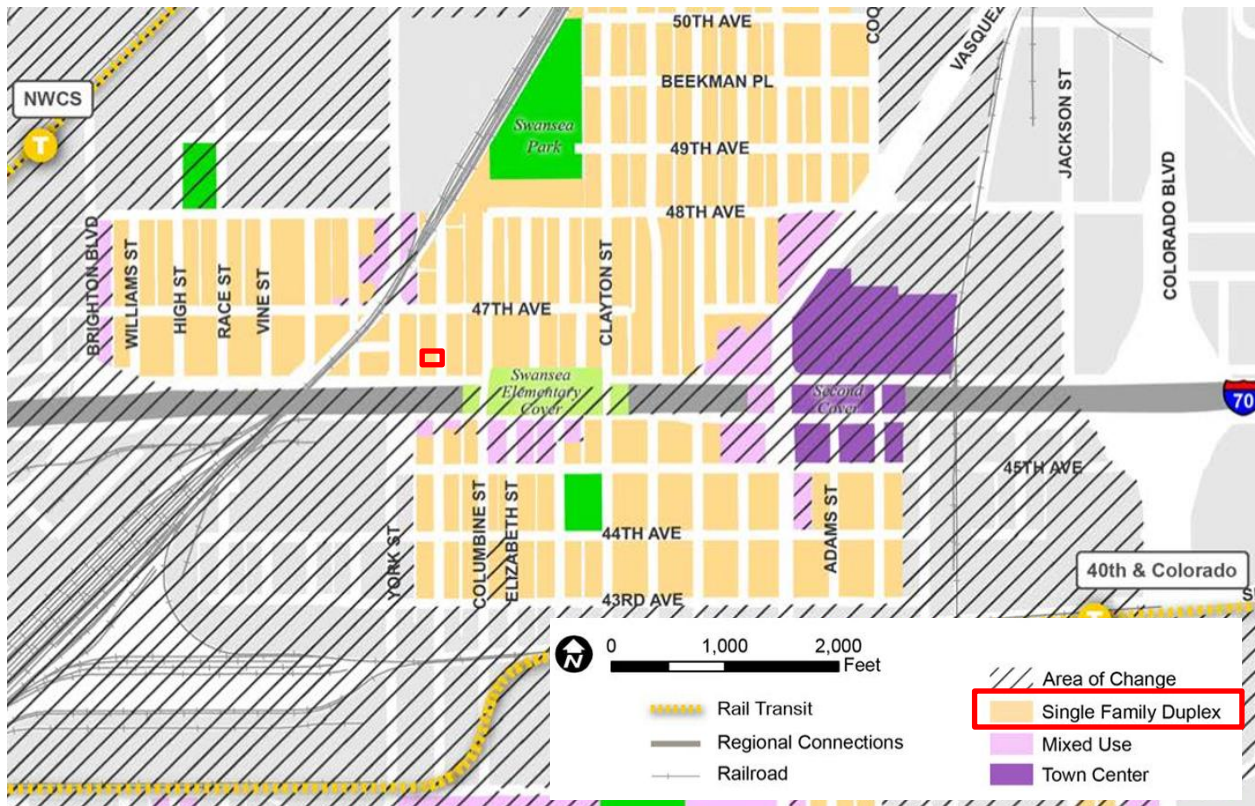 50TH AVE
COQ
VASQUEZ
BEEKMAN PL
NWCS
T
Swansea
Park
49TH AVE
JACKSON ST
COLORADO BLVD
48TH AVE
BRIGHTON BLVD
WILLIAMS ST
HIGH ST
RACE ST
VINE ST
CLAYTON ST
47TH AVE
Swansea
Elementary
Cover
Second
Cover
70
45TH AVE
YORK ST
COLUMBINE ST
ELIZABETH ST
44TH AVE
ADAMS ST
40th & Colorado
43RD AVE
S
T
N
0 1,000 2,000
Feet
Area of Change
Rail Transit
Single Family Duplex
Regional Connections
Mixed Use
Railroad
Town Center